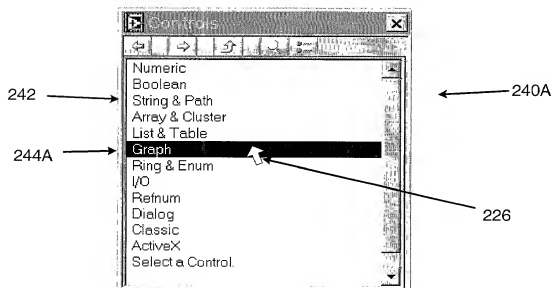 Controls
Numeric
Boolean
242
String & Path
240A
Array & Cluster
List & Table
244A
Graph
Ring & Enum
I/O
Refnum
226
Dialog
Classic
ActiveX
Select a Control.